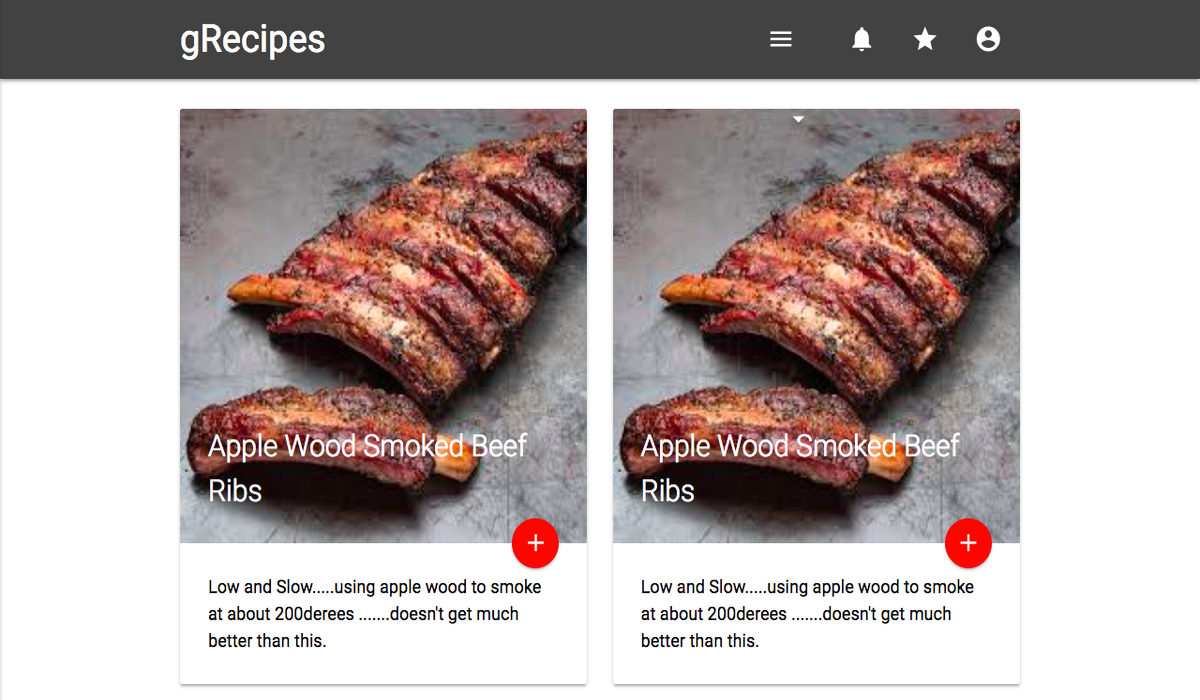 gRecipes
Apple Wood Smoked Beef
Ribs
Low and Slow.....using apple wood to smoke
at about 200derees .......doesn't get much
better than this.
Apple Wood Smoked Beef
Ribs
Low and Slow.....using apple wood to smoke
at about 200derees .......doesn't get much
better than this.